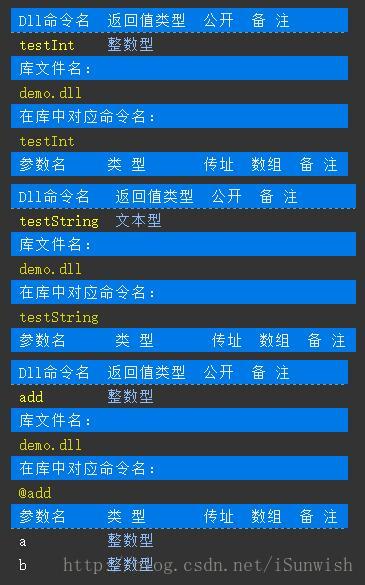 Dll命令名 返回值类型 公开 备 注
testInt 整数型
库文件名:
demo.dll
在库中对应命令名:
testInt
参数名 类 型 传址 数组 备 注
Dll命令名 返回值类型 公开 备 注
testString 文本型
库文件名:
demo.dll
在库中对应命令名:
testString
参数名 类 型 传址 数组 备 注
Dll命令名 返回值类型 公开 备 注
add 整数型
库文件名:
demo.dll
在库中对应命令名:
@add
参数名 类 型 传址 数组 备 注
a 整数型
b 整数型
http://blog.csdn.net/iSunwish